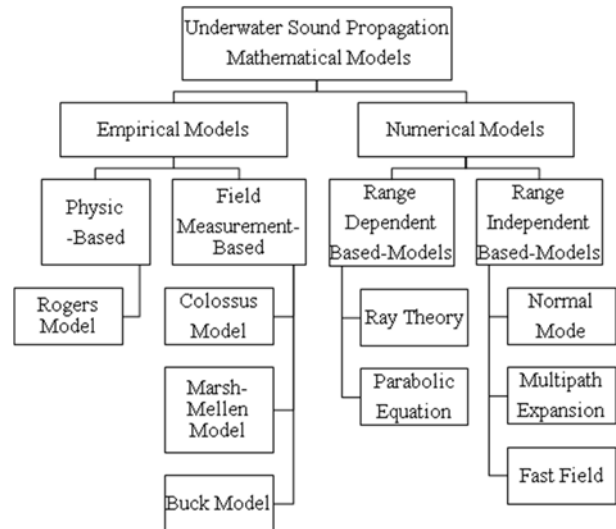 Underwater Sound Propagation
Mathematical Models
Empirical Models
Numerical Models
Physic
-Based
Field
Measurement-
Based
Range
Dependent
Based-Models
Range
Independent
Based-Models
Rogers
Model
Colossus
Model
Marsh-
Mellen
Model
Buck Model
Ray Theory
Parabolic
Equation
Normal
Mode
Multipath
Expansion
Fast Field